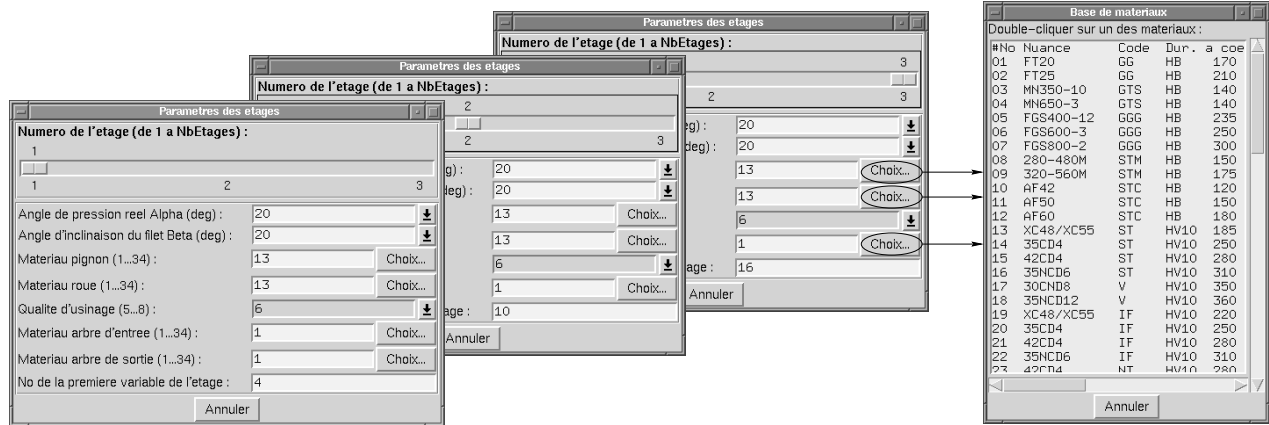 Parametres des etages
Numero de l'etage (de 1 a NbEtages) :
1
1 2 3
Angle de pression reel Alpha (deg) : 20
Angle d'inclinaison du filet Beta (deg) : 20
Materiau pignon (1...34) : 13 Choix...
Materiau roue (1...34) : 13 Choix...
Qualite d'usinage (5...8) : 6
Materiau arbre d'entree (1...34) : 1 Choix...
Materiau arbre de sortie (1...34) : 1 Choix...
No de la premiere variable de l'etage : 4
Annuler
Parametres des etages
Numero de l'etage (de 1 a NbEtages) :
2
2 3
g) : 20
deg) : 20
13 Choix...
13 Choix...
6
1 Choix...
age : 10
Annuler
Parametres des etages
Numero de l'etage (de 1 a NbEtages) :
3
2 3
eg) : 20
deg) : 20
13 Choix...
13 Choix...
6
1 Choix...
age : 16
Annuler
Base de materiaux
Double-cliquer sur un des materiaux :
#No Nuance Code Dur. a coe
01 FT20 GG HB 170
02 FT25 GG HB 210
03 MN350-10 GTS HB 140
04 MN650-3 GTS HB 140
05 FGS400-12 GGG HB 235
06 FGS600-3 GGG HB 250
07 FGS800-2 GGG HB 300
08 280-480M STM HB 150
09 320-560M STM HB 175
10 AF42 STC HB 120
11 AF50 STC HB 150
12 AF60 STC HB 180
13 XC48/XC55 ST HV10 185
14 35CD4 ST HV10 250
15 42CD4 ST HV10 280
16 35NCD6 ST HV10 310
17 30CND8 V HV10 350
18 35NCD12 V HV10 360
19 XC48/XC55 IF HV10 220
20 35CD4 IF HV10 250
21 42CD4 IF HV10 280
22 35NCD6 IF HV10 310
23 42CD4 NT HV10 280
Annuler